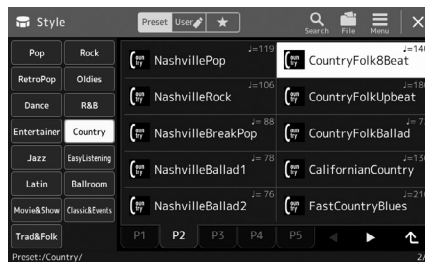 Style
Preset User ★
Search File Menu
Pop Rock
RetroPop Oldies
Dance R&B
Entertainer Country
Jazz EasyListening
Latin Ballroom
Movie&Show Classic&Events
Trad&Folk
♩=119
NashvillePop
♩=106
NashvilleRock
♩= 88
NashvilleBreakPop
♩= 78
NashvilleBallad1
♩= 76
NashvilleBallad2
CountryFolk8Beat
CountryFolkUpbeat
CountryFolkBallad
CalifornianCountry
FastCountryBlues
P1 P2 P3 P4 P5
Preset:/Country/